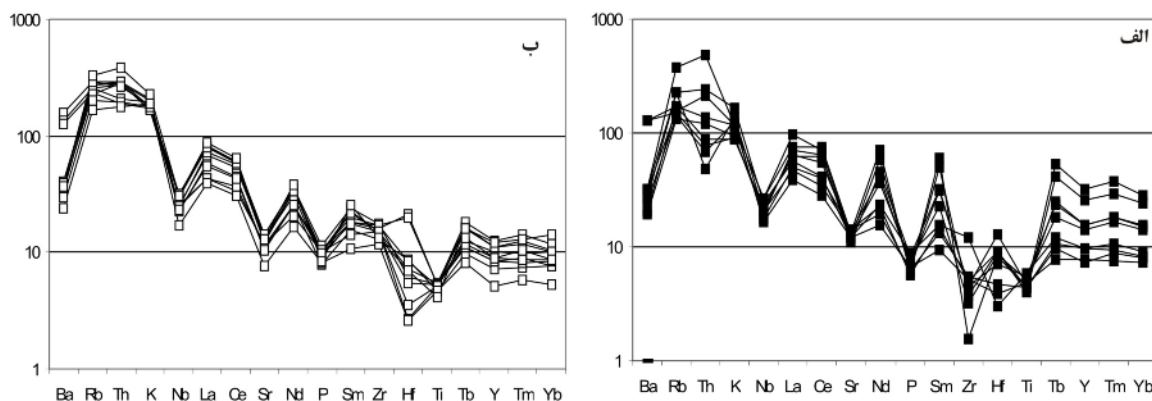 1000
ب
100
10
1
Ba Rb Th K Nb La Ce Sr Nd P Sm Zr Hf Ti Tb Y Tm Yb
1000
الف
100
10
1
Ba Rb Th K Nb La Ce Sr Nd P Sm Zr Hf Ti Tb Y Tm Yb